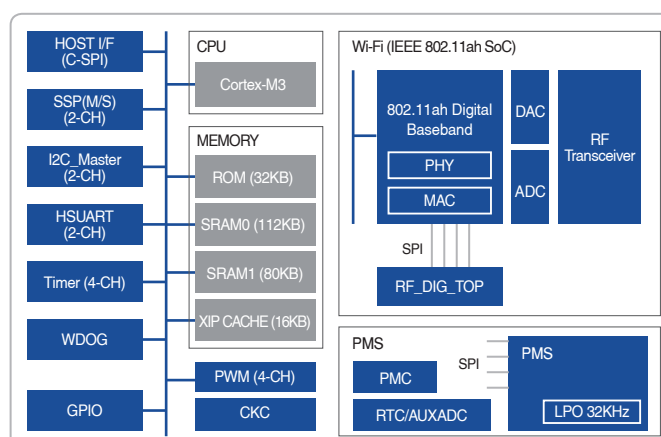 HOST I/F
(C-SPI)
SSP(M/S)
(2-CH)
I2C_Master
(2-CH)
HSUART
(2-CH)
Timer (4-CH)
WDOG
GPIO
CPU
Cortex-M3
MEMORY
ROM (32KB)
SRAM0 (112KB)
SRAM1 (80KB)
XIP CACHE (16KB)
PWM (4-CH)
CKC
Wi-Fi (IEEE 802.11ah SoC)
802.11ah Digital
Baseband
PHY
MAC
DAC
ADC
RF
Transceiver
SPI
RF_DIG_TOP
PMS
PMC
RTC/AUXADC
SPI
PMS
LPO 32KHz